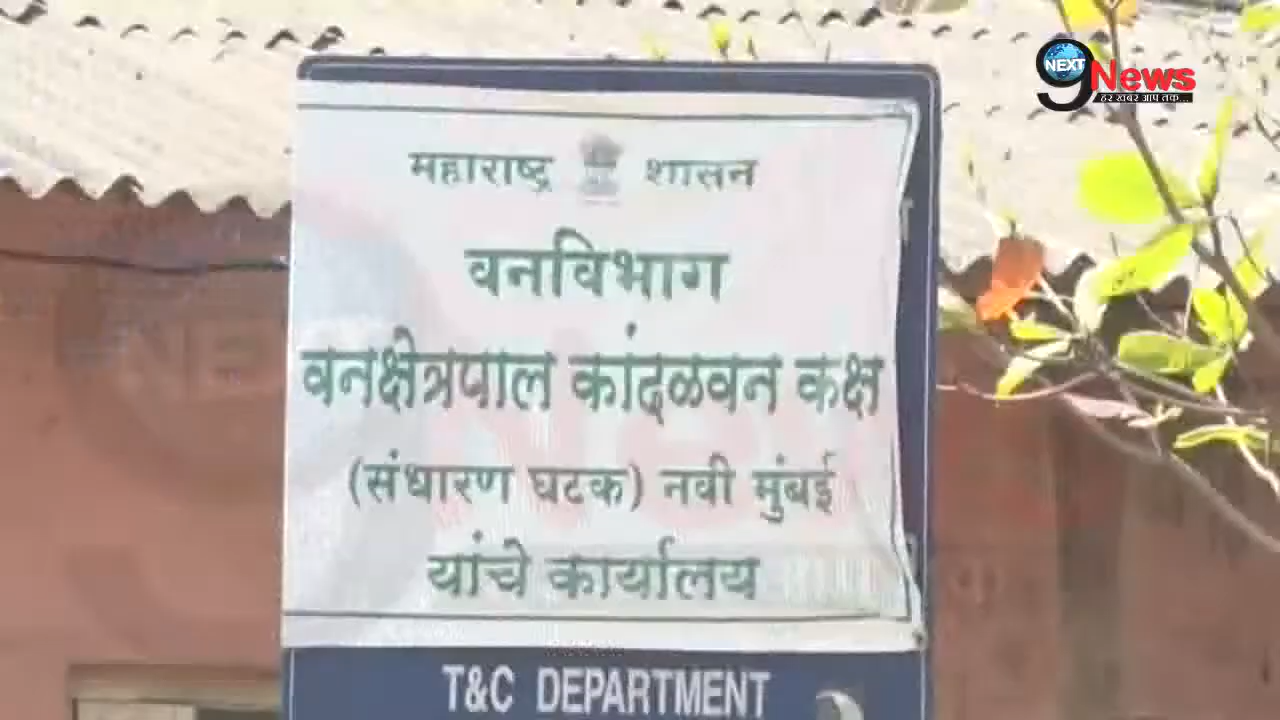 9 NEXT News
हर खबर आप तक...
महाराष्ट्र शासन
वनविभाग
वनक्षेत्रपाल कांदळवन कक्ष
(संधारण घटक) नवी मुंबई
यांचे कार्यालय
T&C DEPARTMENT